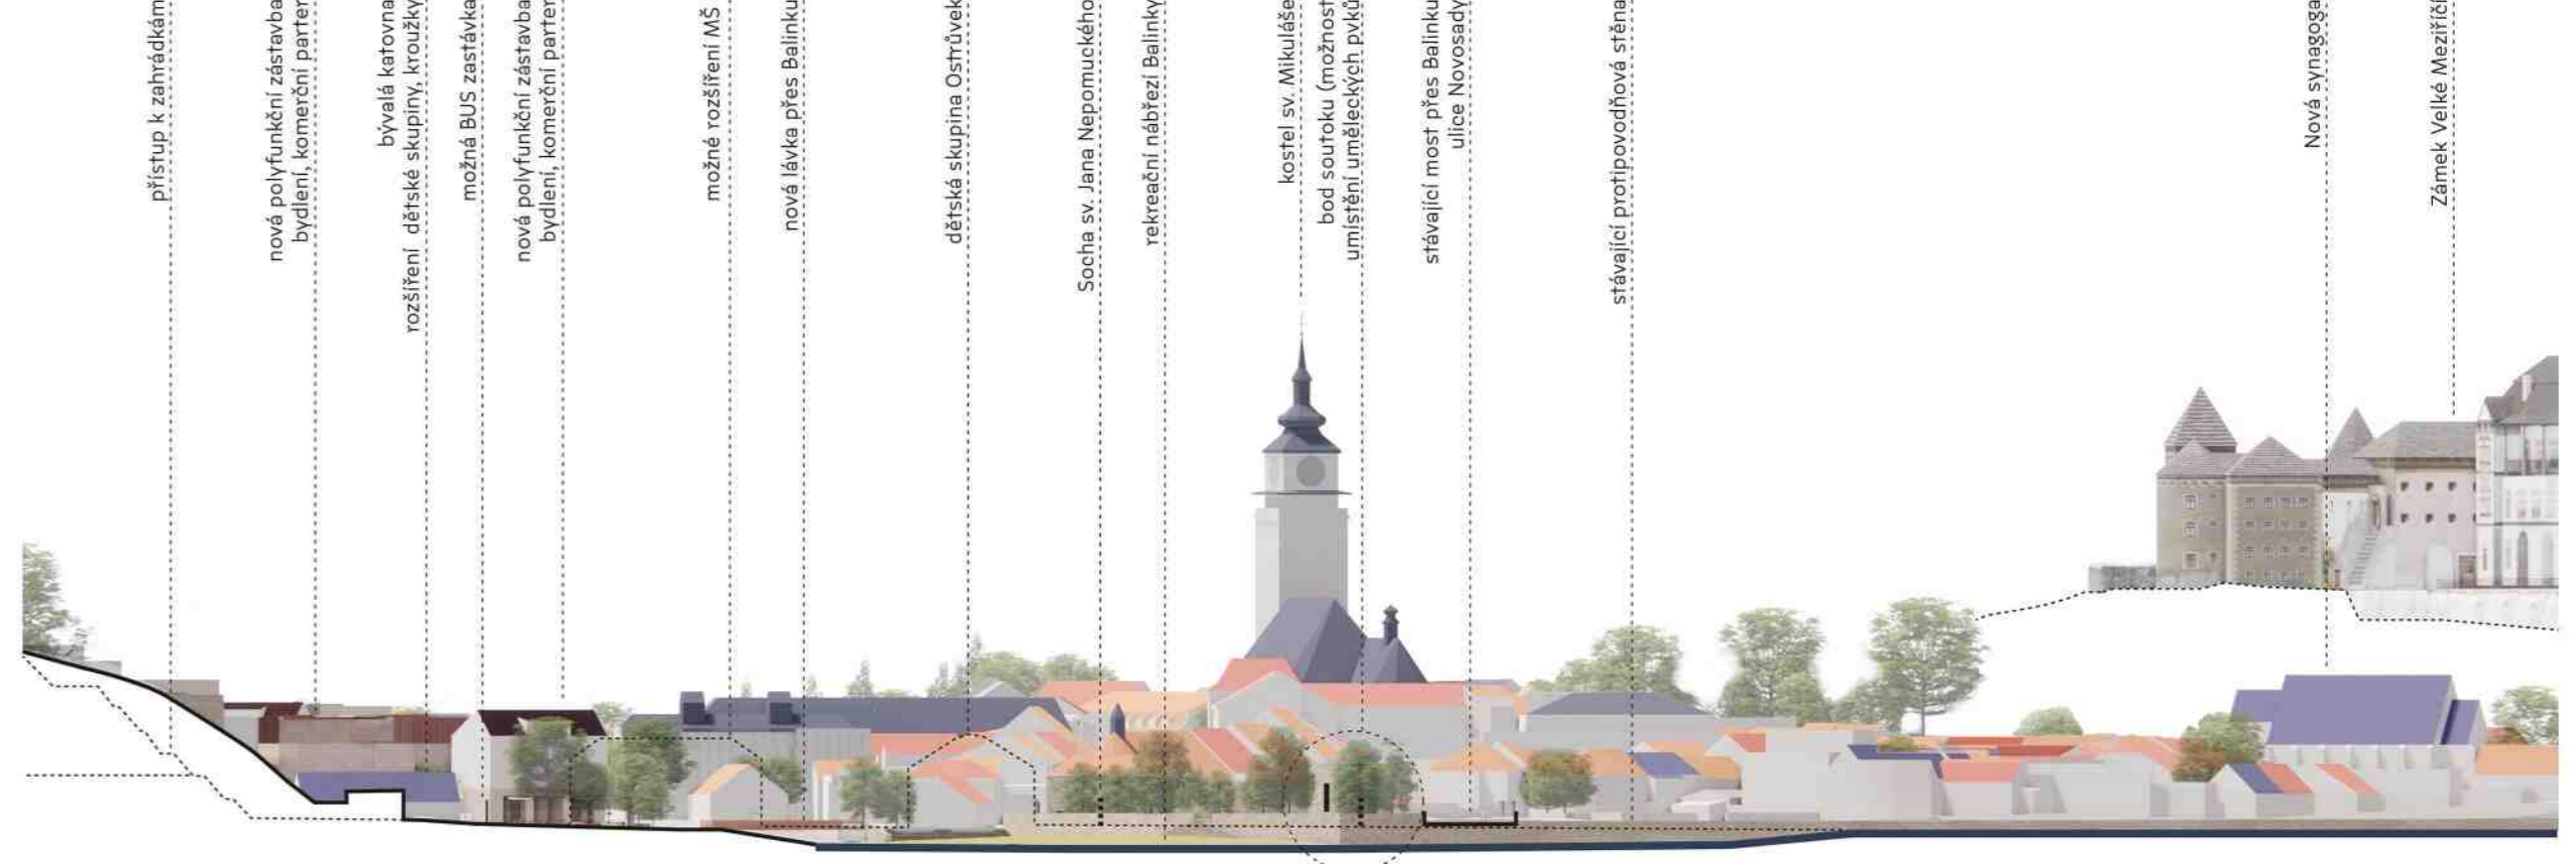 přístup k zahrádkám
nová polyfunkční zástavba
bydlení, komerční parter
bývalá katovna
rozšíření dětské skupiny, kroužky
možná BUS zastávka
nová polyfunkční zástavba
bydlení, komerční parter
možné rozšíření MŠ
nová lávka přes Balinku
dětská skupina Ostrůvek
Socha sv. Jana Nepomuckého
rekreační nábřezí Balinky
kostel sv. Mikuláše
bod soutoku (možnost
umístění uměleckých pvků
stávající most přes Balinku
ulice Novosady
stávající protipovodňová stěna
Nová synagoga
Zámek Velké Meziříčí